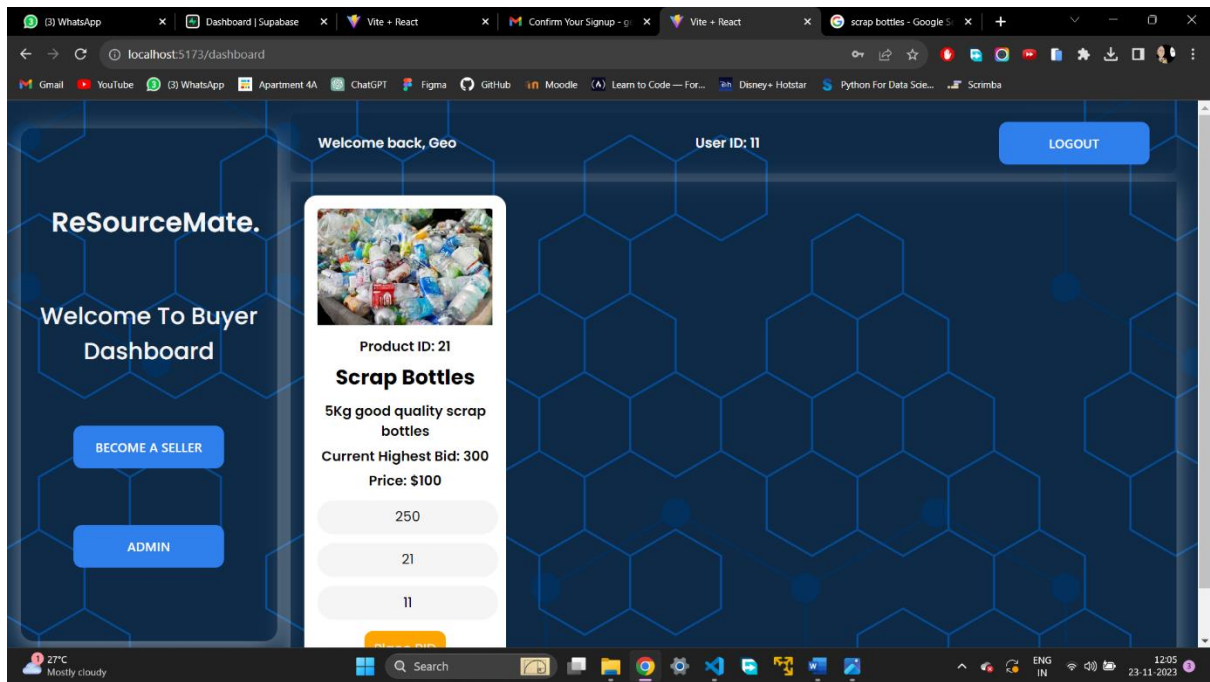 (3) WhatsApp
Dashboard | Supabase
Vite + React
Confirm Your Signup - g
Vite + React
scrap bottles - Google S
localhost:5173/dashboard
Gmail
YouTube
(3) WhatsApp
Apartment 4A
ChatGPT
Figma
GitHub
Moodle
Learn to Code — For...
Disney+ Hotstar
Python For Data Scie...
Scrimba
Welcome back, Geo
User ID: 11
LOGOUT
ReSourceMate.
Welcome To Buyer
Dashboard
BECOME A SELLER
ADMIN
Product ID: 21
Scrap Bottles
5Kg good quality scrap
bottles
Current Highest Bid: 300
Price: $100
250
21
11
Place BID
1
27°C
Mostly cloudy
Search
ENG
IN
12:05
23-11-2023
3